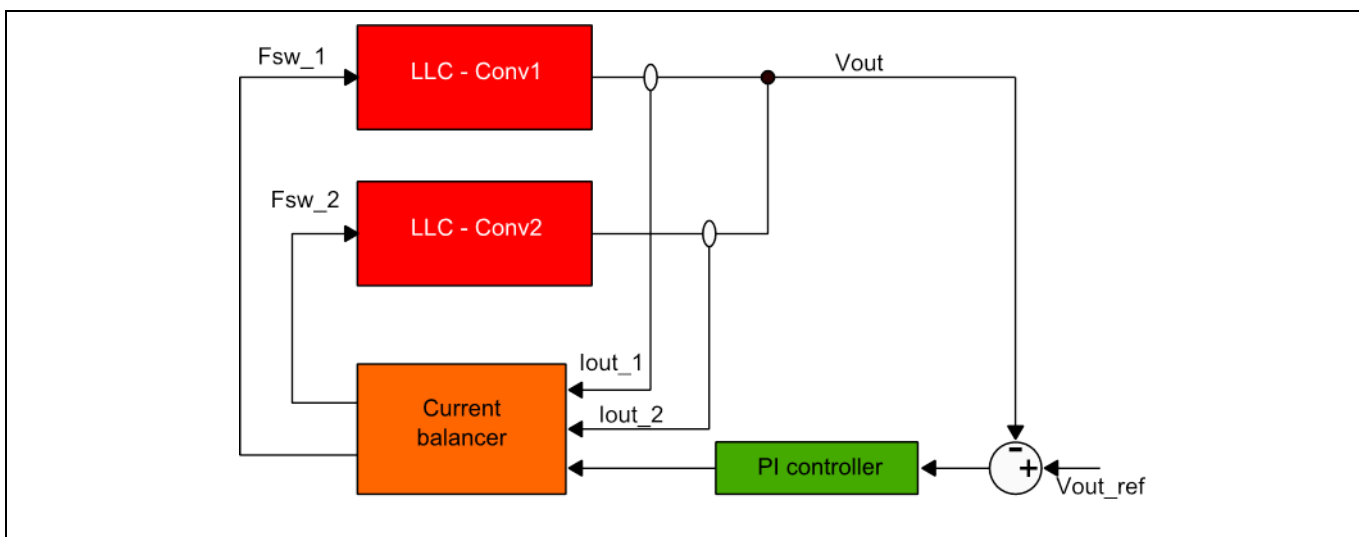 Fsw_1
LLC - Conv1
Vout
Fsw_2
LLC - Conv2
Iout_1
Iout_2
Current
balancer
PI controller
-
+
Vout_ref